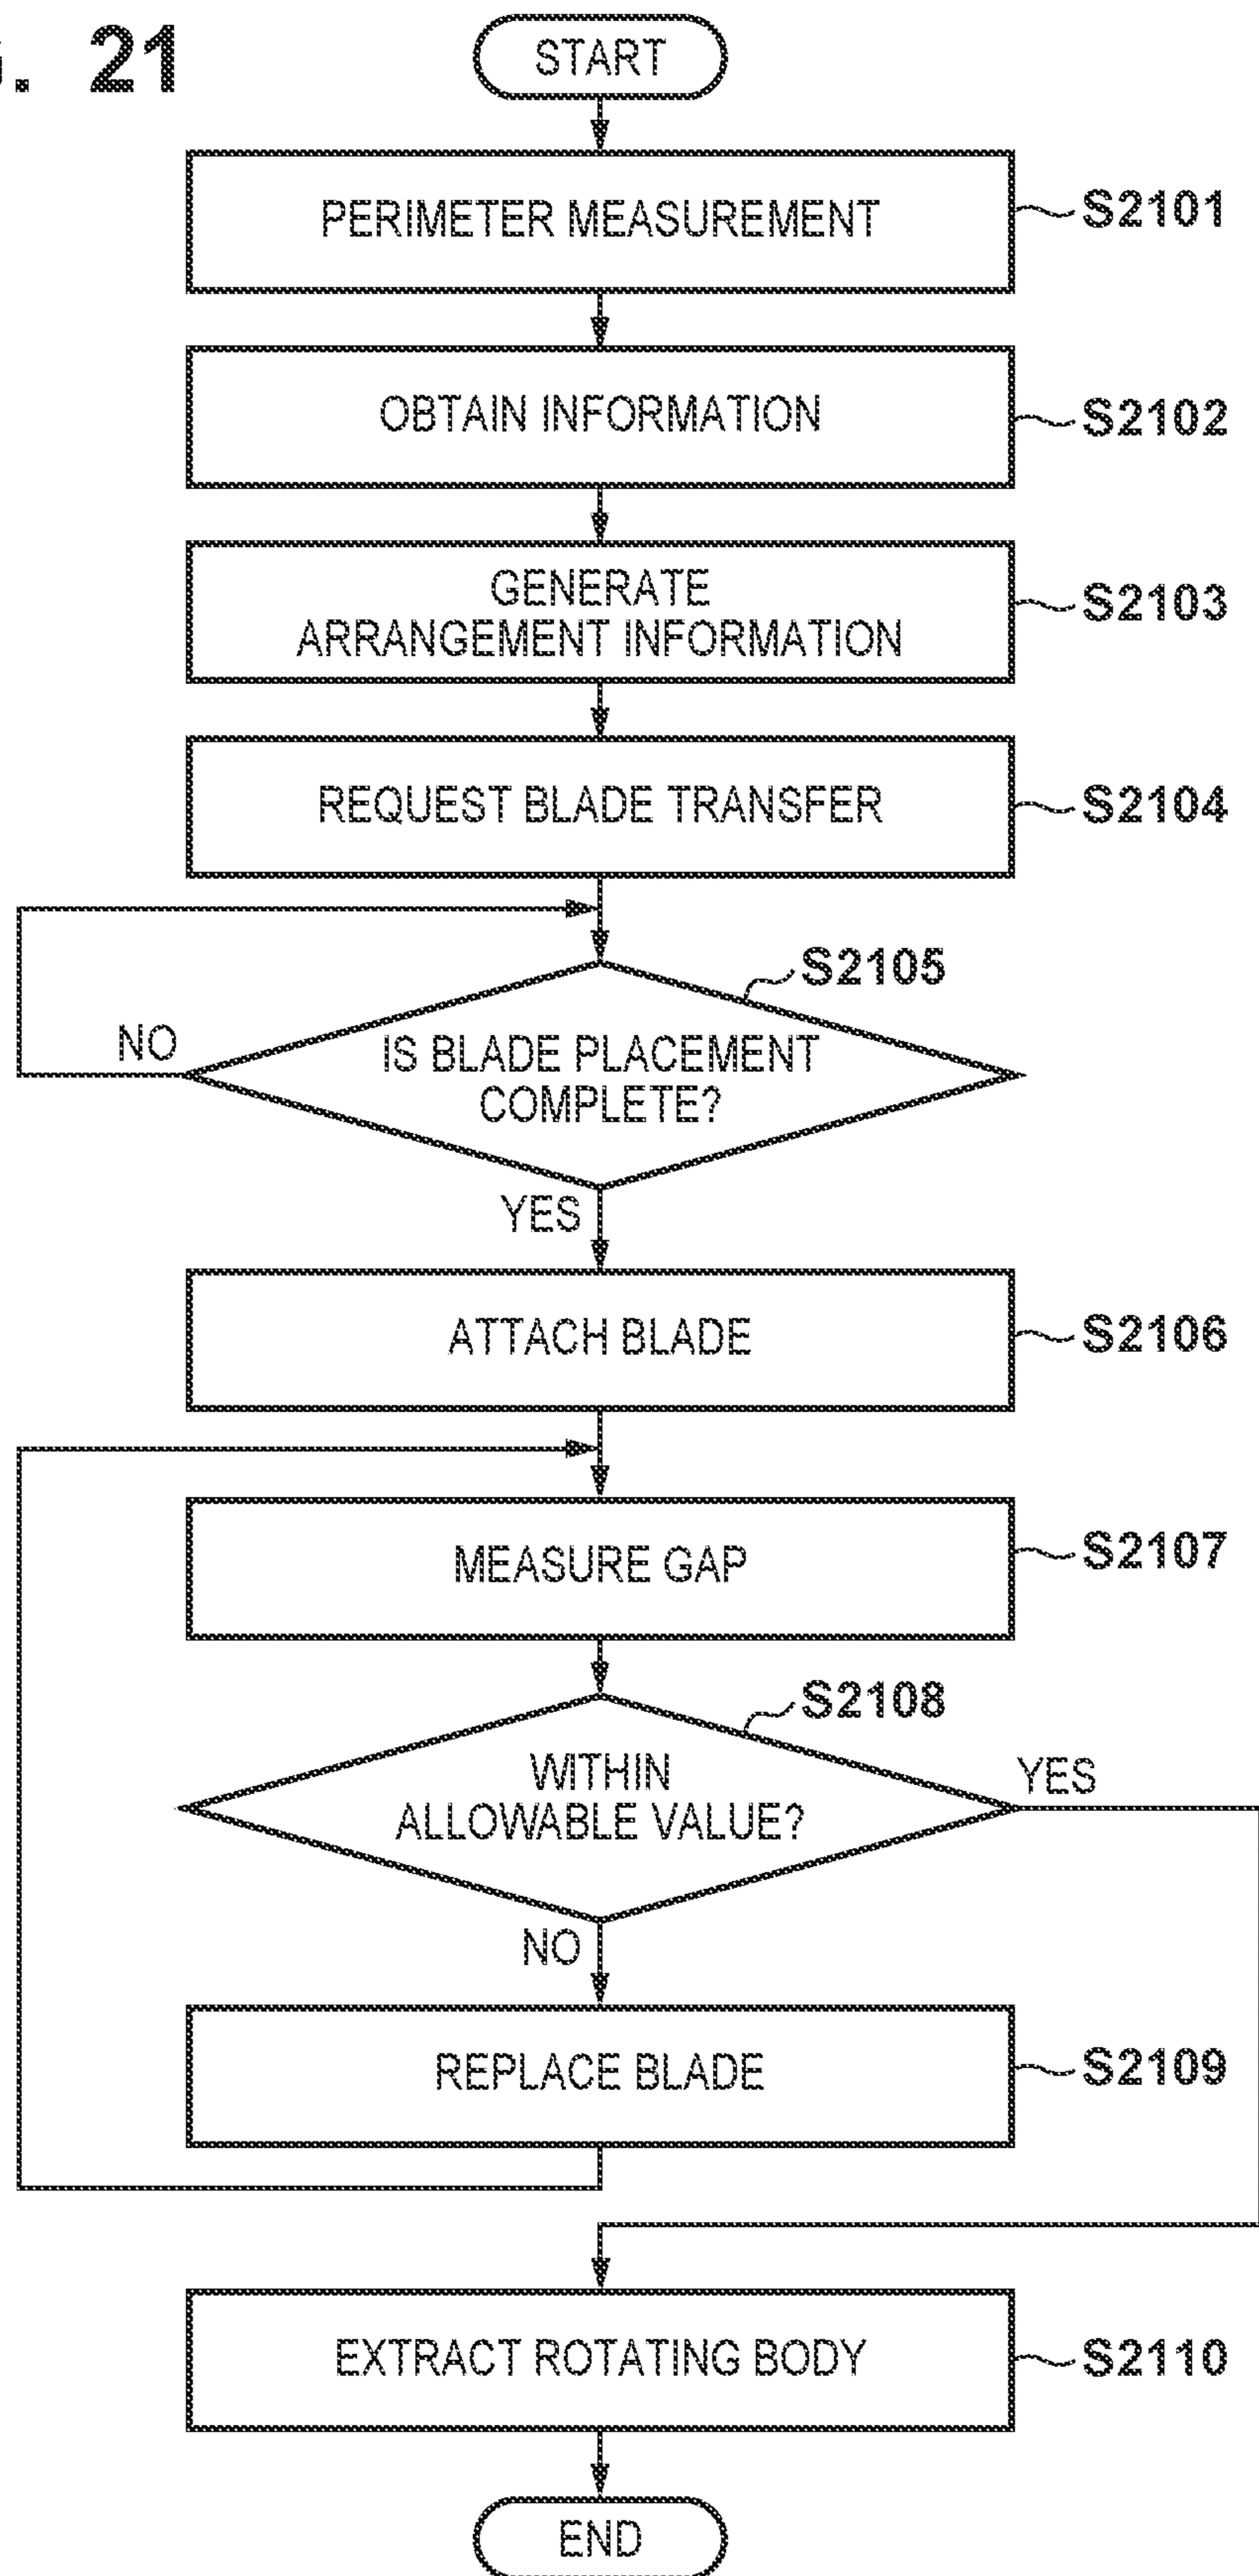 . 21
START
PERIMETER MEASUREMENT
S2101
OBTAIN INFORMATION
S2102
GENERATE
ARRANGEMENT INFORMATION
S2103
REQUEST BLADE TRANSFER
S2104
S2105
NO
IS BLADE PLACEMENT
COMPLETE?
YES
ATTACH BLADE
S2106
MEASURE GAP
S2107
S2108
WITHIN
ALLOWABLE VALUE?
YES
NO
REPLACE BLADE
S2109
EXTRACT ROTATING BODY
S2110
END